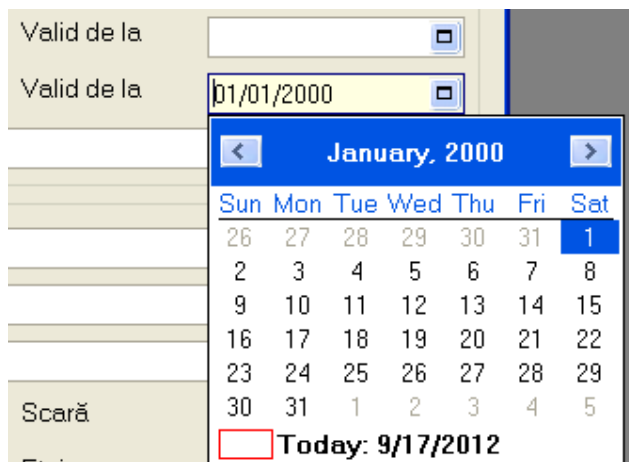 Valid de la
Valid de la 01/01/2000
January, 2000
Sun Mon Tue Wed Thu Fri Sat
26 27 28 29 30 31 1
2 3 4 5 6 7 8
9 10 11 12 13 14 15
16 17 18 19 20 21 22
23 24 25 26 27 28 29
30 31 1 2 3 4 5
Today: 9/17/2012
Scară